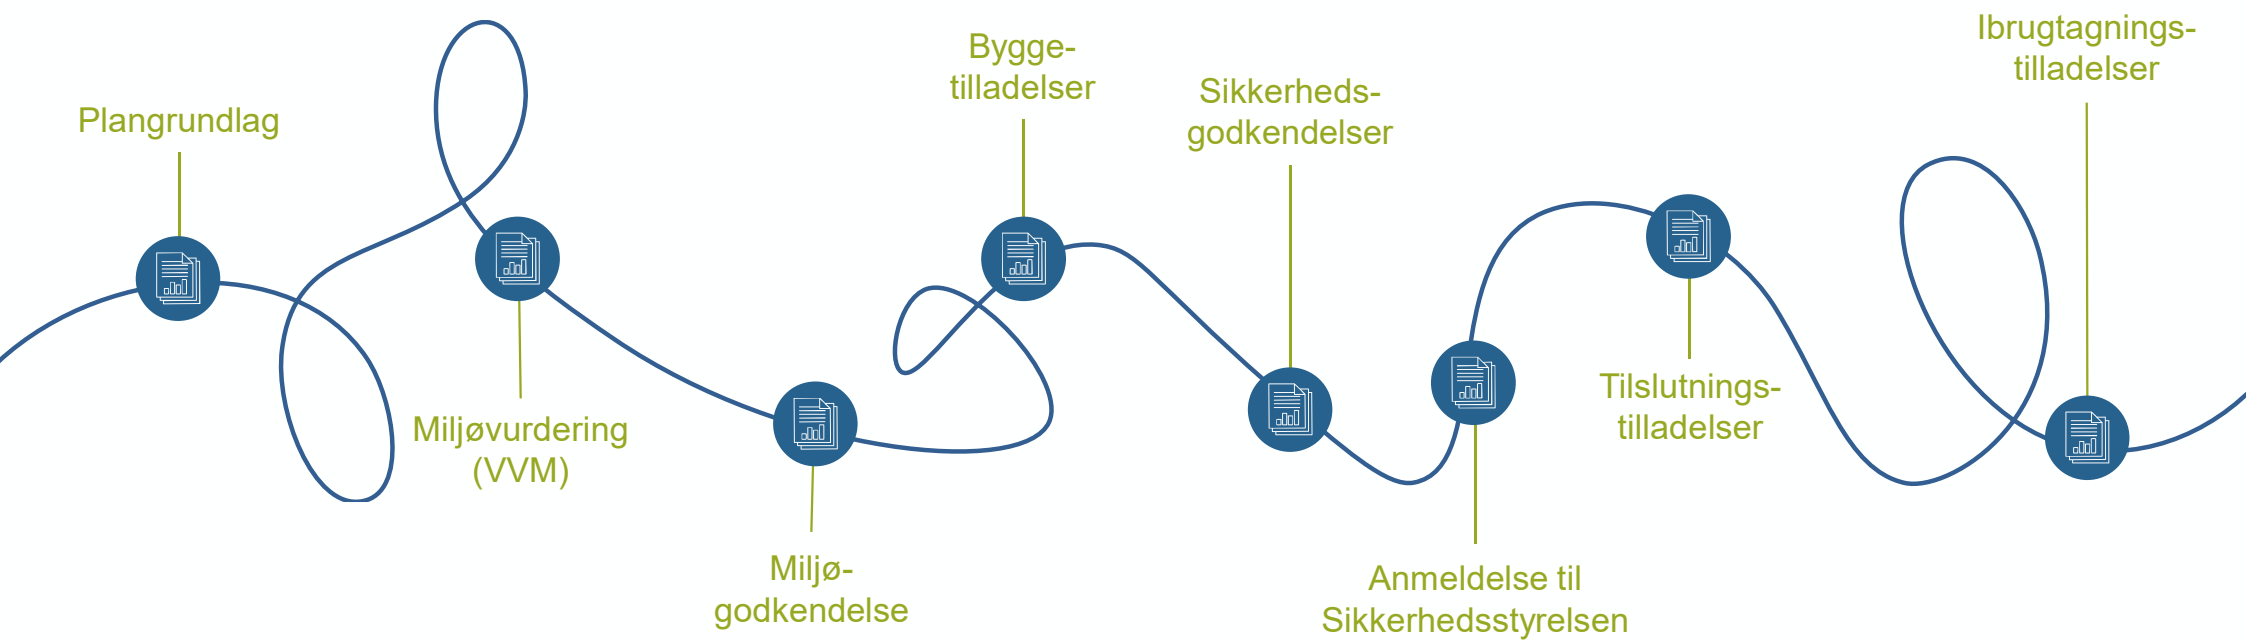 Plangrundlag
Miljøvurdering
(VVM)
Miljø-
godkendelse
Bygge-
tilladelser
Sikkerheds-
godkendelser
Anmeldelse til
Sikkerhedsstyrelsen
Tilslutnings-
tilladelser
Ibrugtagnings-
tilladelser